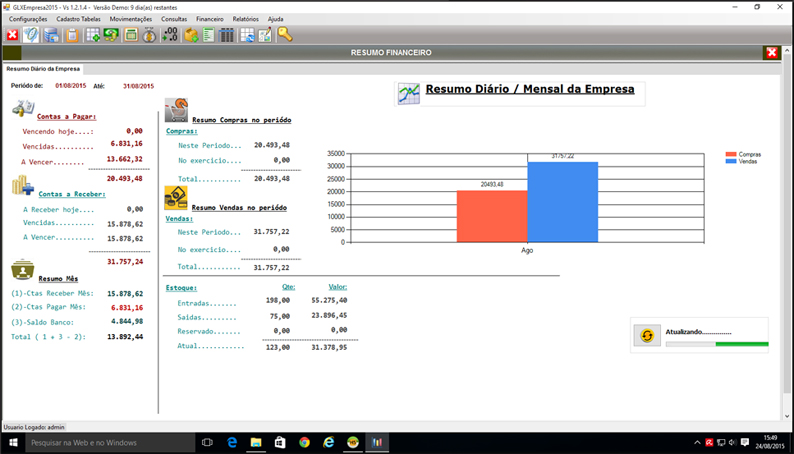 GLXEmpresa2015 - Vs 1.2.1.4 - Versão Demo: 9 dia(as) restantes
Configurações Cadastro Tabelas Movimentações Consultas Financeiro Relatórios Ajuda
RESUMO FINANCEIRO
Resumo Diário da Empresa
Período de: 01/08/2015 Até: 31/08/2015
Contas a Pagar:
Vencendo hoje....: 0,00
Vencidas.......... 6.831,16
A Vencer........ 13.662,32
20.493,48
Contas a Receber:
A Receber hoje.... 0,00
Vencidas.......... 15.878,62
A Vencer.......... 15.878,62
31.757,24
Resumo Mês
(1)-Ctas Receber Mês: 15.878,62
(2)-Ctas Pagar Mês: 6.831,16
(3)-Saldo Banco: 4.844,98
Total ( 1 + 3 - 2): 13.892,44
Resumo Compras no periódo
Compras:
Neste Periodo... 20.493,48
No exercicio.... 0,00
Total........... 20.493,48
Resumo Vendas no periódo
Vendas:
Neste Periodo... 31.757,22
No exercicio.... 0,00
Total........... 31.757,22
Estoque: Qte: Valor:
Entradas....... 198,00 55.275,40
Saidas......... 75,00 23.896,45
Reservado....... 0,00 0,00
Atual........... 123,00 31.378,95
Resumo Diário / Mensal da Empresa
35000
30000
25000
20000
15000
10000
5000
0
20493,48
31757,22
Ago
Compras
Vendas
Atualizando...............
Usuario Logado: admin
Pesquisar na Web e no Windows
15:49
24/08/2015